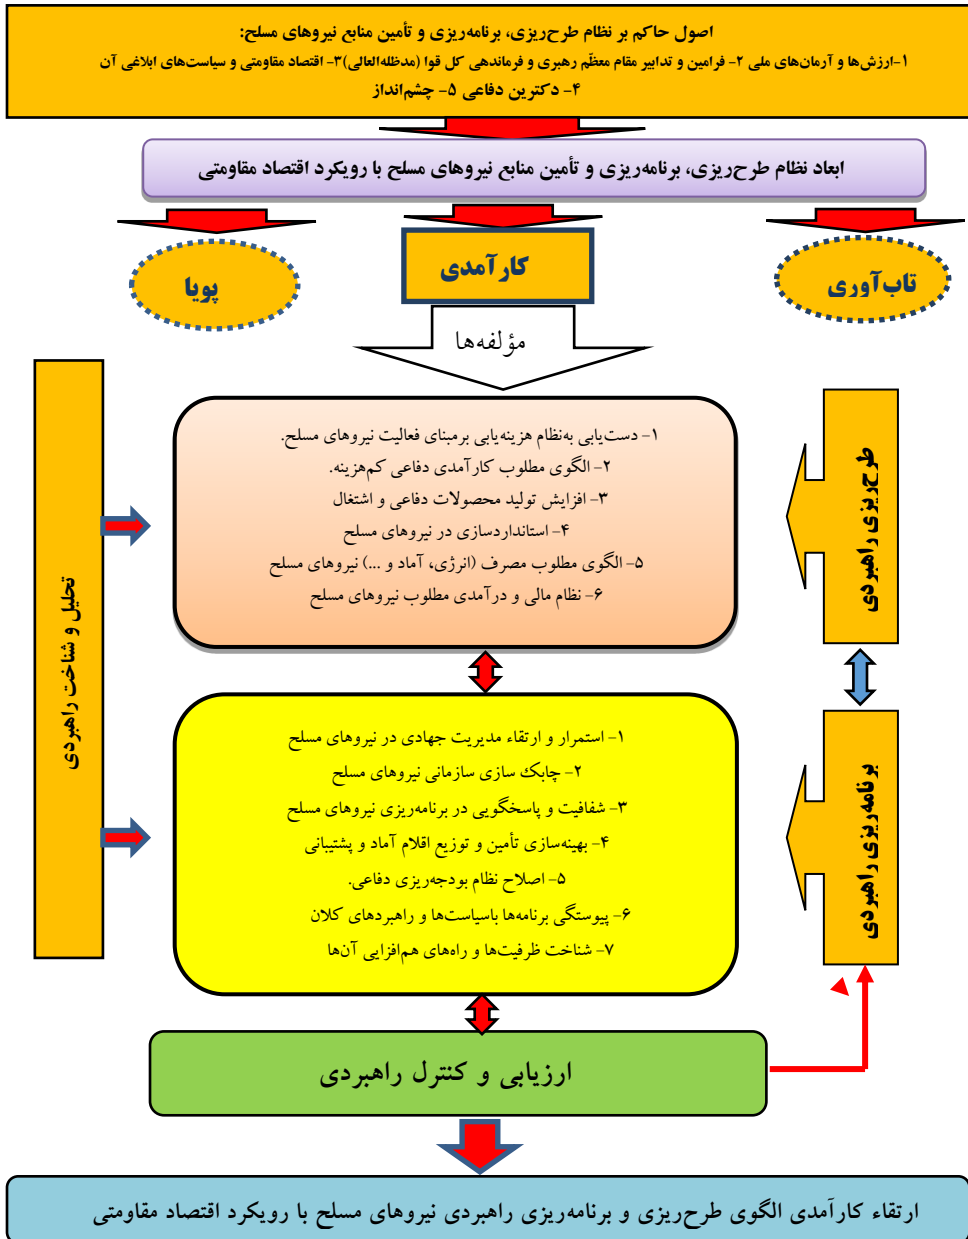 اصول حاکم بر نظام طرح‌ریزی، برنامه‌ریزی و تأمین منابع نیروهای مسلح:
۱-ارزش‌ها و آرمان‌های ملی ۲- فرامین و تدابیر مقام معظّم رهبری و فرماندهی کل قوا (مدظله‌العالی)۳- اقتصاد مقاومتی و سیاست‌های ابلاغی آن
۴- دکترین دفاعی ۵- چشم‌انداز
ابعاد نظام طرح‌ریزی، برنامه‌ریزی و تأمین منابع نیروهای مسلح با رویکرد اقتصاد مقاومتی
تاب‌آوری
کارآمدی
پویا
مؤلفه‌ها
طرح‌ریزی راهبردی
۱- دست‌یابی به‌نظام هزینه‌یابی برمبنای فعالیت نیروهای مسلح.
۲- الگوی مطلوب کارآمدی دفاعی کم‌هزینه.
۳- افزایش تولید محصولات دفاعی و اشتغال
۴- استانداردسازی در نیروهای مسلح
۵- الگوی مطلوب مصرف (انرژی، آماد و ...) نیروهای مسلح
۶- نظام مالی و درآمدی مطلوب نیروهای مسلح
تحلیل و شناخت راهبردی
برنامه‌ریزی راهبردی
۱- استمرار و ارتقاء مدیریت جهادی در نیروهای مسلح
۲- چابک سازی سازمانی نیروهای مسلح
۳- شفافیت و پاسخگویی در برنامه‌ریزی نیروهای مسلح
۴- بهینه‌سازی تأمین و توزیع اقلام آماد و پشتیبانی
۵- اصلاح نظام بودجه‌ریزی دفاعی.
۶- پیوستگی برنامه‌ها باسیاست‌ها و راهبردهای کلان
۷- شناخت ظرفیت‌ها و راه‌های هم‌افزایی آن‌ها
ارزیابی و کنترل راهبردی
ارتقاء کارآمدی الگوی طرح‌ریزی و برنامه‌ریزی راهبردی نیروهای مسلح با رویکرد اقتصاد مقاومتی